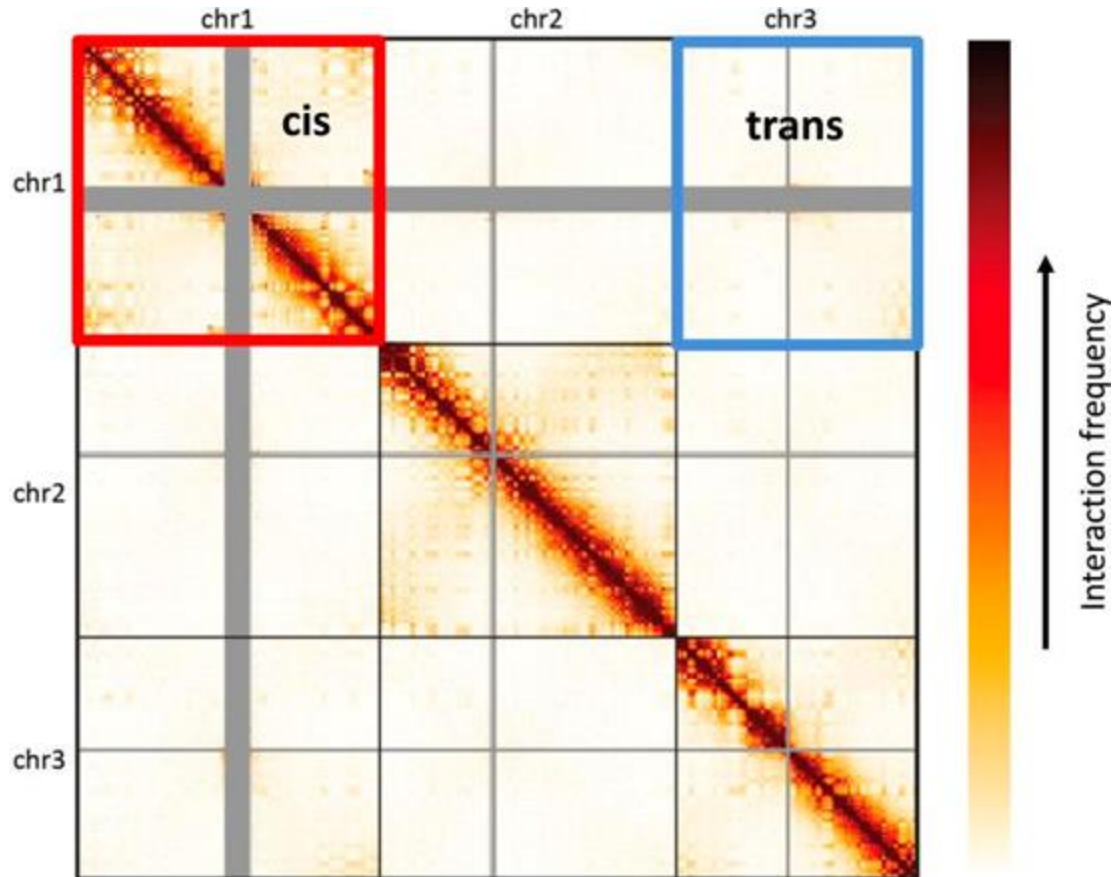 chr1 chr2 chr3
cis
trans
chr1
chr2
chr3
Interaction frequency